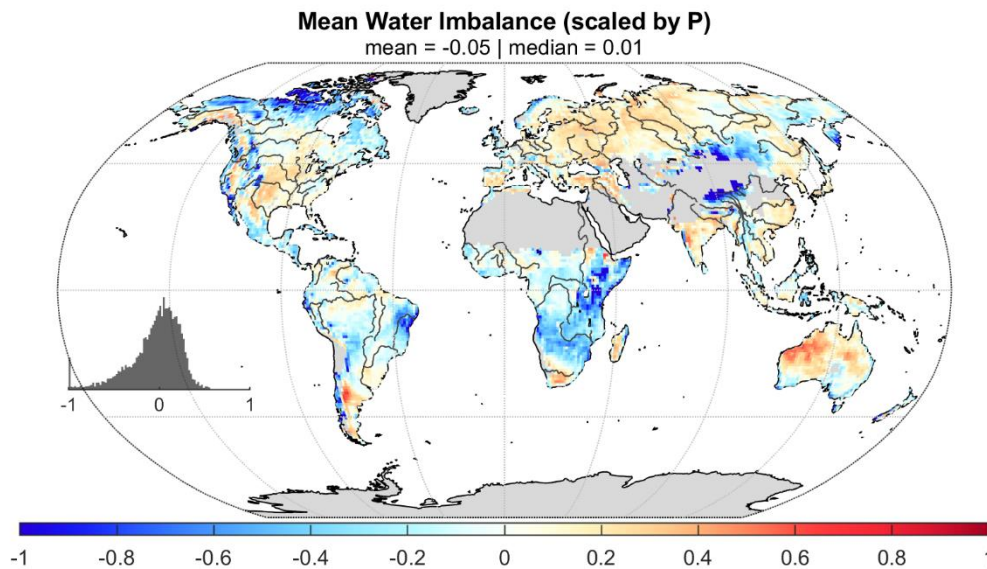 Mean Water Imbalance (scaled by P)
mean = -0.05 | median = 0.01
-1 0 1
-1 -0.8 -0.6 -0.4 -0.2 0 0.2 0.4 0.6 0.8 1